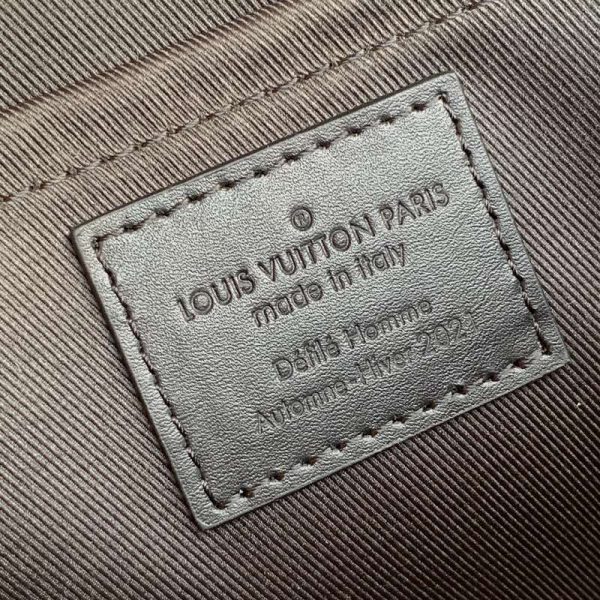 ®
LOUIS VUITTON PARIS
made in Italy
Défilé Homme
Automne-Hiver 2021